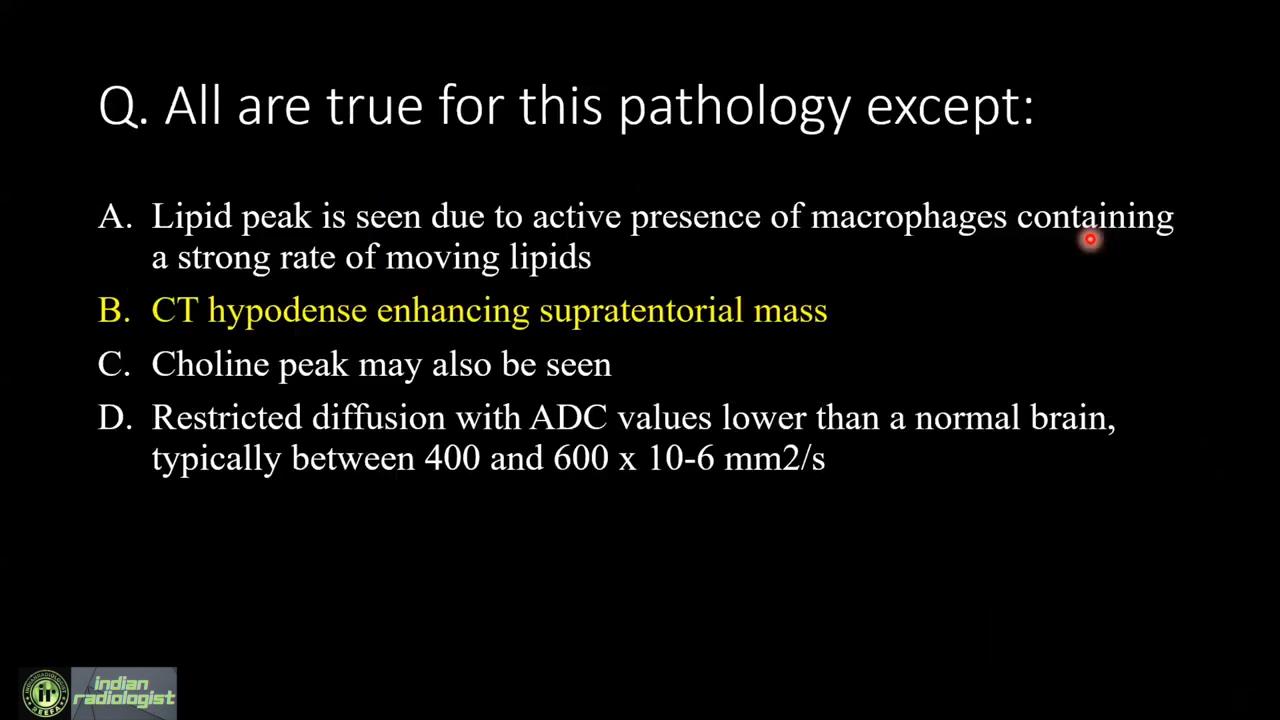 Q. All are true for this pathology except:
A. Lipid peak is seen due to active presence of macrophages containing
a strong rate of moving lipids
B. CT hypodense enhancing supratentorial mass
C. Choline peak may also be seen
D. Restricted diffusion with ADC values lower than a normal brain,
typically between 400 and 600 x 10-6 mm2/s
ir
indian
radiologist